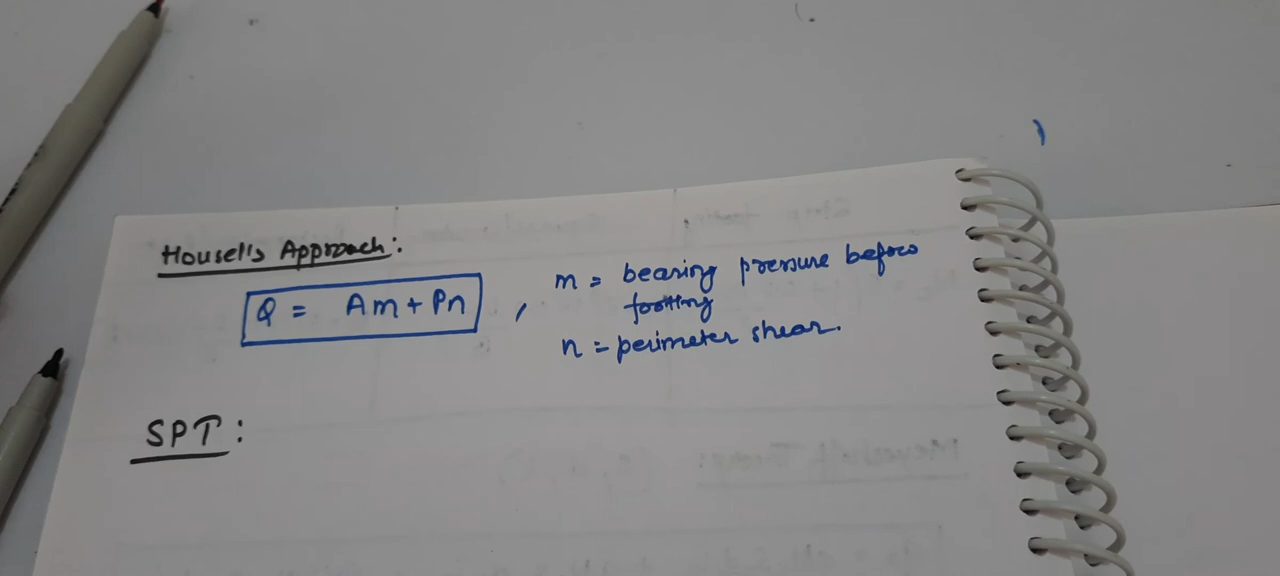 Housel's Approach:
Q = Am + Pn , m = bearing pressure before
footing
n = perimeter shear.
SPT: